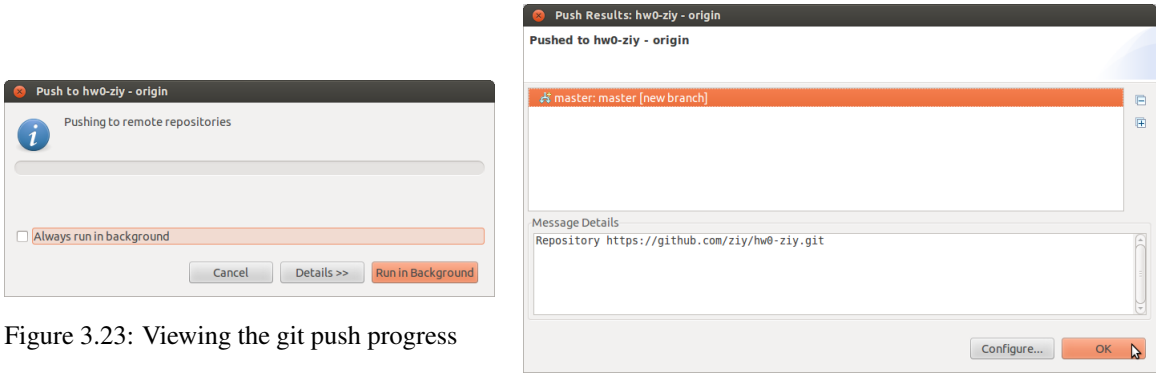 Push to hw0-ziy - origin
Pushing to remote repositories
Always run in background
Cancel
Details >>
Run in Background
Figure 3.23: Viewing the git push progress
Push Results: hw0-ziy - origin
Pushed to hw0-ziy - origin
master: master [new branch]
Message Details
Repository https://github.com/ziy/hw0-ziy.git
Configure...
OK